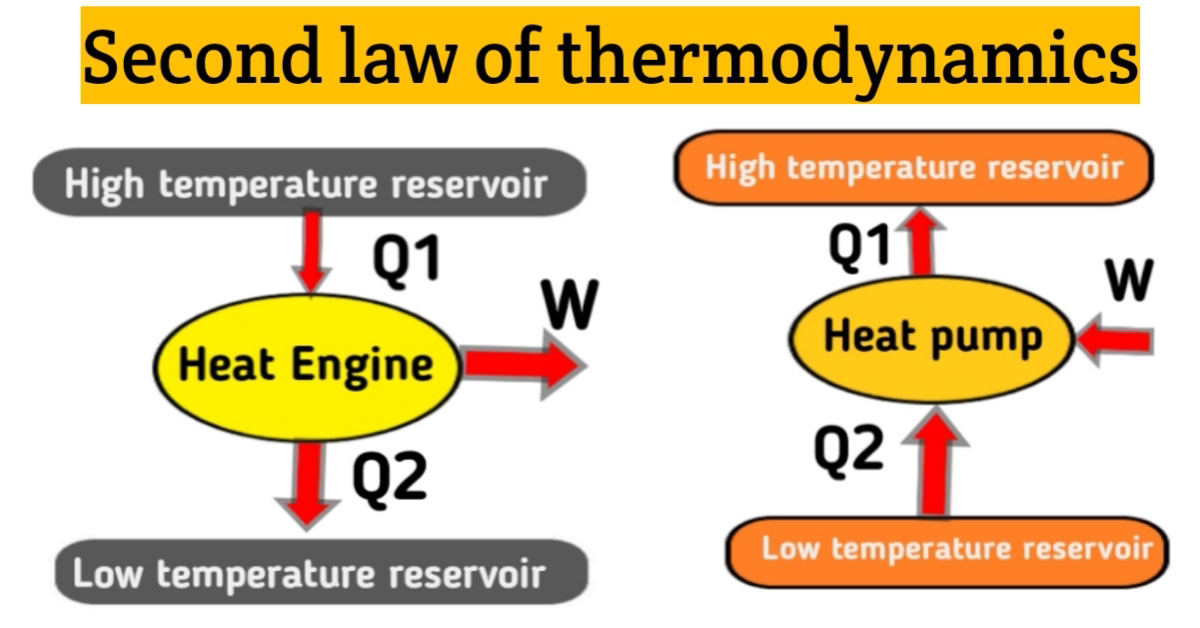 Second law of thermodynamics
High temperature reservoir
Q1
W
Heat Engine
Q2
Low temperature reservoir
High temperature reservoir
Q1
W
Heat pump
Q2
Low temperature reservoir